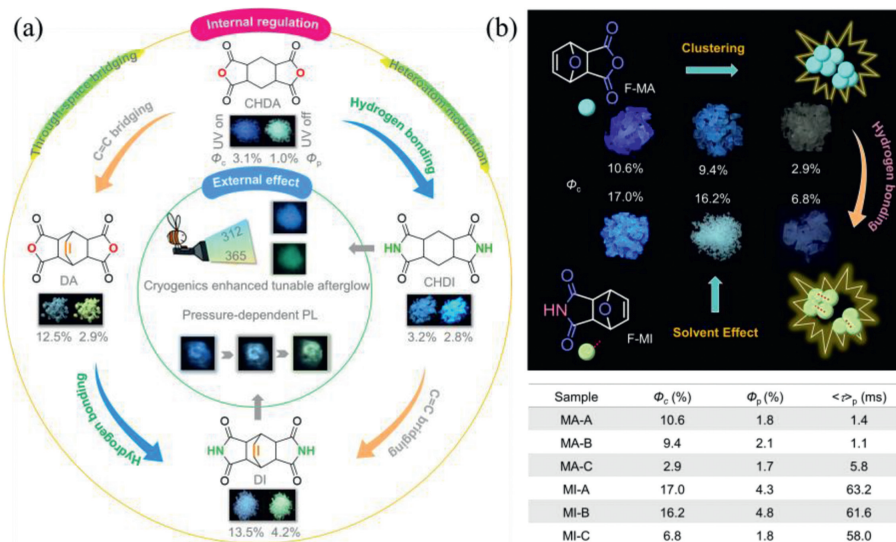 (a)
Internal regulation
Through-space bridging
Heteroatom modulation
C=C bridging
Hydrogen bonding
O O O
O O O
CHDA
UV on
UV off
Φc 3.1% 1.0% Φp
External effect
312
365
Cryogenics enhanced tunable afterglow
Pressure-dependent PL
O O
O O
O O
DA
12.5% 2.9%
O O
HN NH
O O
CHDI
3.2% 2.8%
Hydrogen bonding
C=C bridging
O O
HN NH
O O
DI
13.5% 4.2%
(b)
O O
O
O
F-MA
Clustering
Hydrogen bonding
10.6% 9.4% 2.9%
Φc
17.0% 16.2% 6.8%
O
HN O
O
F-MI
Solvent Effect
Sample Φc (%) Φp (%) <τ>p (ms)
MA-A 10.6 1.8 1.4
MA-B 9.4 2.1 1.1
MA-C 2.9 1.7 5.8
MI-A 17.0 4.3 63.2
MI-B 16.2 4.8 61.6
MI-C 6.8 1.8 58.0